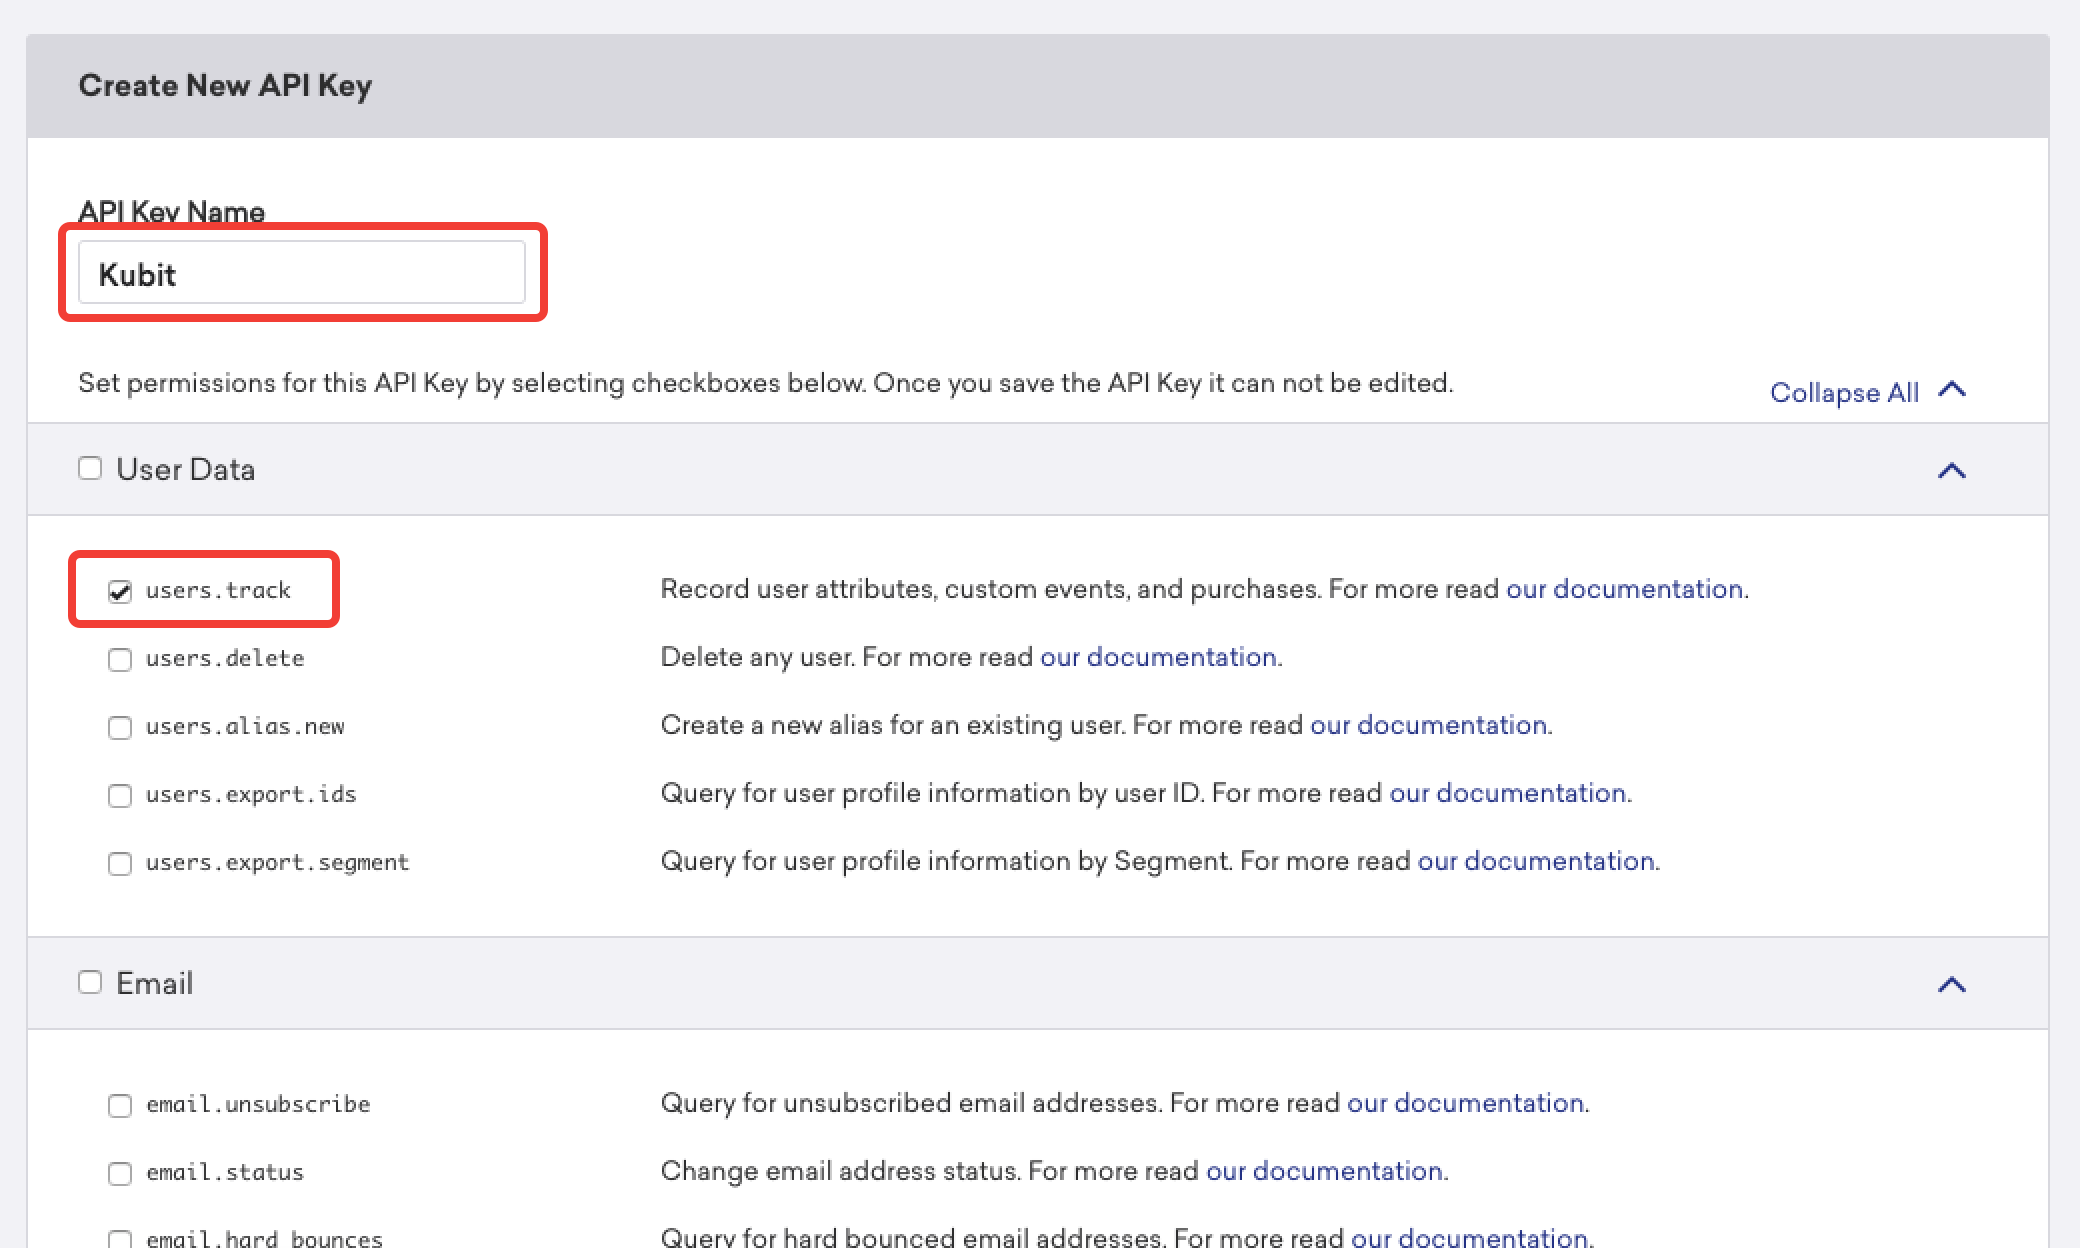 Create New API Key
API Key Name
Kubit
Set permissions for this API Key by selecting checkboxes below. Once you save the API Key it can not be edited.
Collapse All
User Data
users.track Record user attributes, custom events, and purchases. For more read our documentation.
users.delete Delete any user. For more read our documentation.
users.alias.new Create a new alias for an existing user. For more read our documentation.
users.export.ids Query for user profile information by user ID. For more read our documentation.
users.export.segment Query for user profile information by Segment. For more read our documentation.
Email
email.unsubscribe Query for unsubscribed email addresses. For more read our documentation.
email.status Change email address status. For more read our documentation.
email.hard_bounces Query for hard bounced email addresses. For more read our documentation.